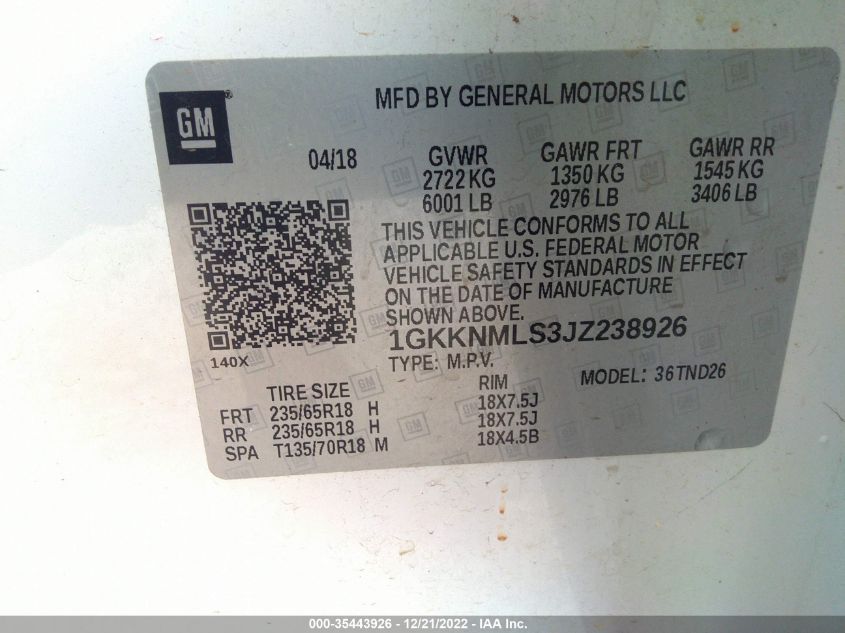 GM
MFD BY GENERAL MOTORS LLC
04/18
GVWR
2722 KG
6001 LB
GAWR FRT
1350 KG
2976 LB
GAWR RR
1545 KG
3406 LB
THIS VEHICLE CONFORMS TO ALL
APPLICABLE U.S. FEDERAL MOTOR
VEHICLE SAFETY STANDARDS IN EFFECT
ON THE DATE OF MANUFACTURE
SHOWN ABOVE.
140X
1GKKNMLS3JZ238926
TYPE: M.P.V.
MODEL: 36TND26
TIRE SIZE
RIM
FRT 235/65R18 H 18X7.5J
RR 235/65R18 H 18X7.5J
SPA T135/70R18 M 18X4.5B
000-35443926 - 12/21/2022 - IAA Inc.